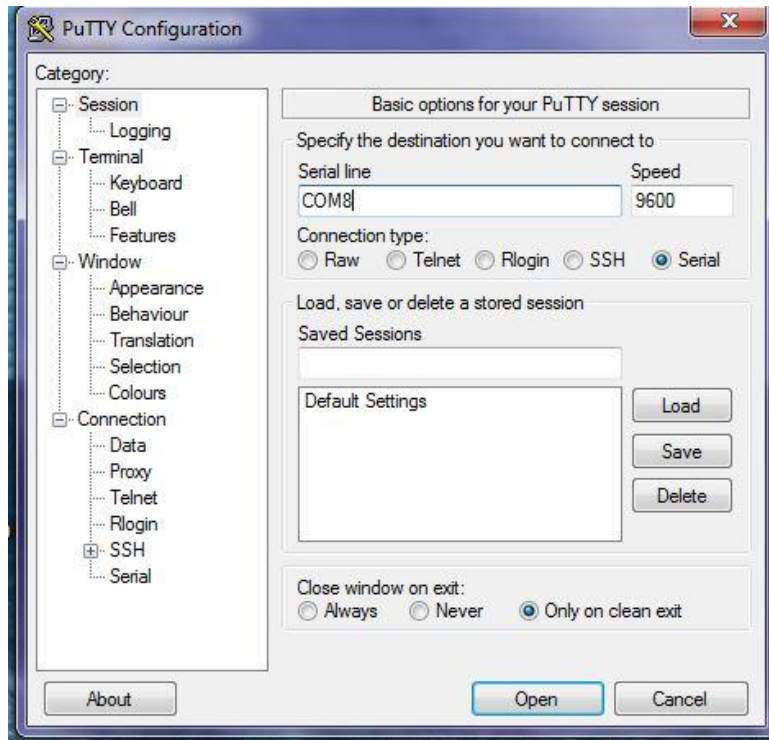 PuTTY Configuration
Category:
Session
Logging
Terminal
Keyboard
Bell
Features
Window
Appearance
Behaviour
Translation
Selection
Colours
Connection
Data
Proxy
Telnet
Rlogin
SSH
Serial
Basic options for your PuTTY session
Specify the destination you want to connect to
Serial line Speed
COM8 9600
Connection type:
Raw Telnet Rlogin SSH Serial
Load, save or delete a stored session
Saved Sessions
Default Settings
Load
Save
Delete
Close window on exit:
Always Never Only on clean exit
About Open Cancel